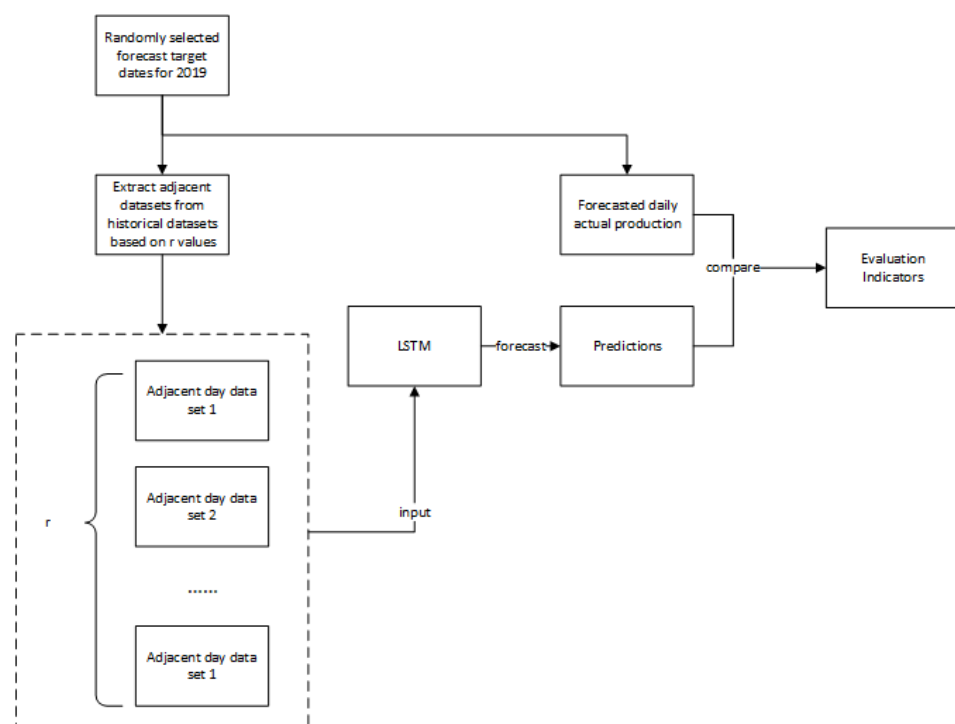 Randomly selected
forecast target
dates for 2019
Extract adjacent
datasets from
historical datasets
based on r values
Forecasted daily
actual production
compare
Evaluation
Indicators
LSTM
forecast
Predictions
Adjacent day data
set 1
Adjacent day data
set 2
r
input
......
Adjacent day data
set 1